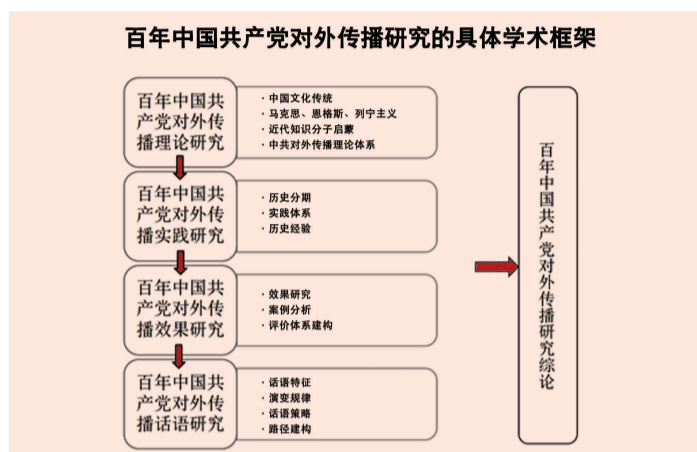 百年中国共产党对外传播研究的具体学术框架
百年中国共
产党对外传
播理论研究
· 中国文化传统
· 马克思、恩格斯、列宁主义
· 近代知识分子启蒙
· 中共对外传播理论体系
百年中国共
产党对外传
播实践研究
· 历史分期
· 实践体系
· 历史经验
百年中国共
产党对外传
播效果研究
· 效果研究
· 案例分析
· 评价体系建构
百年中国共
产党对外传
播话语研究
· 话语特征
· 演变规律
· 话语策略
· 路径建构
百年中国共产党对外传播研究综论